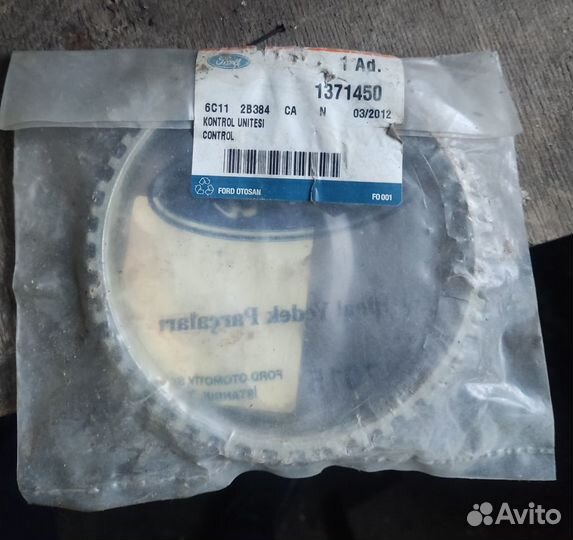 Ford
1 Ad.
1371450
6C11 2B384 CA N 03/2012
KONTROL UNITESI
CONTROL
FORD OTOSAN
FO 001
Yedek Parçaları
FORD OTOMOTİV
İSTANBUL
Avito